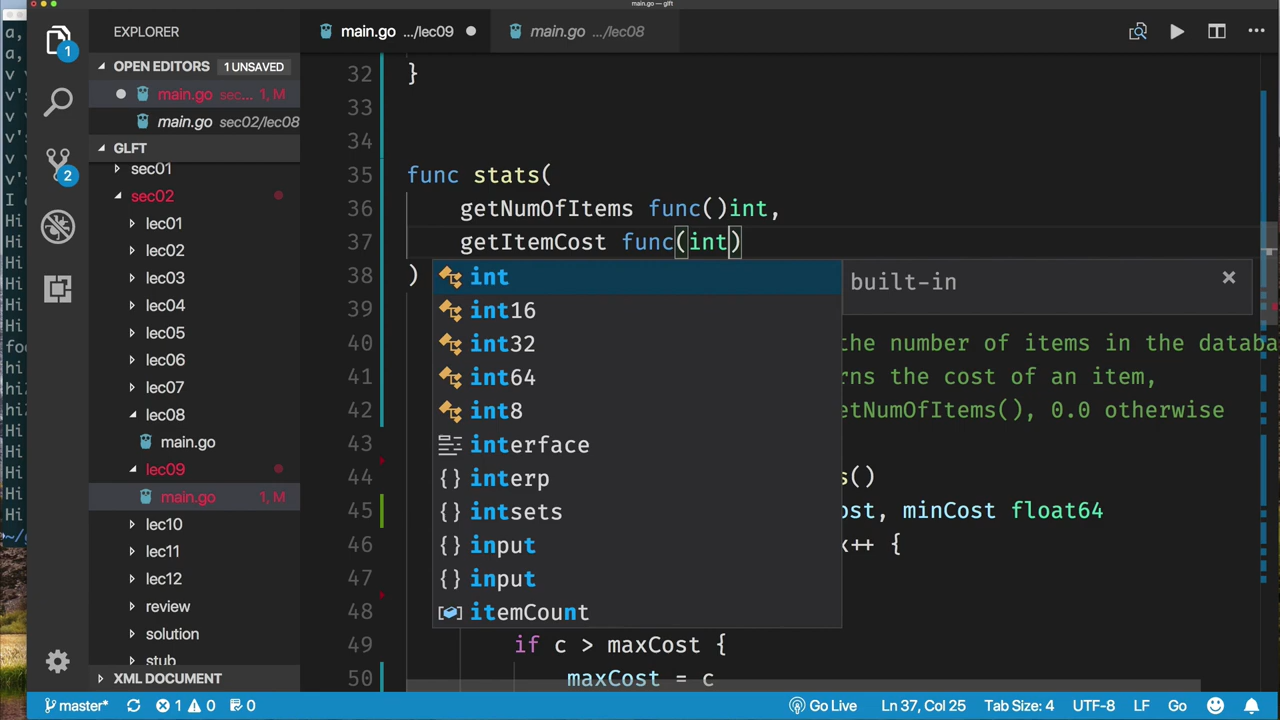 main.go — glft
EXPLORER
main.go .../lec09
main.go .../lec08
OPEN EDITORS 1 UNSAVED
main.go sec... 1, M
main.go sec02/lec08
GLFT
sec01
sec02
lec01
lec02
lec03
lec04
lec05
lec06
lec07
lec08
main.go
lec09
main.go 1, M
lec10
lec11
lec12
review
solution
stub
XML DOCUMENT
32 }
33
34
35 func stats(
36 getNumOfItems func()int,
37 getItemCost func(int)
38 )
39
40 the number of items in the databa
41 rns the cost of an item,
42 etNumOfItems(), 0.0 otherwise
43
44 s()
45 ost, minCost float64
46 x++ {
47
48
49 if c > maxCost {
50 maxCost = c
int
int16
int32
int64
int8
interface
interp
intsets
input
input
itemCount
built-in
master* 1 0 0
Go Live
Ln 37, Col 25
Tab Size: 4
UTF-8
LF
Go
1
2